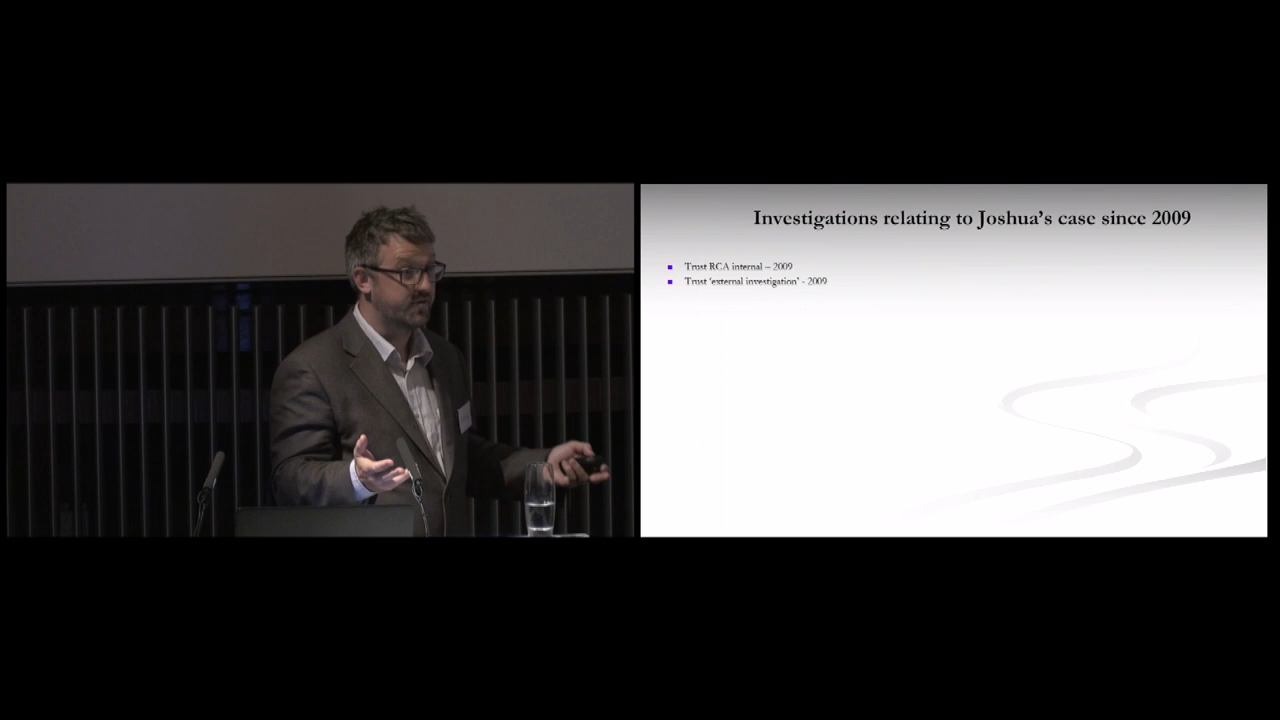 Investigations relating to Joshua's case since 2009
Trust RCA internal – 2009
Trust 'external investigation' - 2009